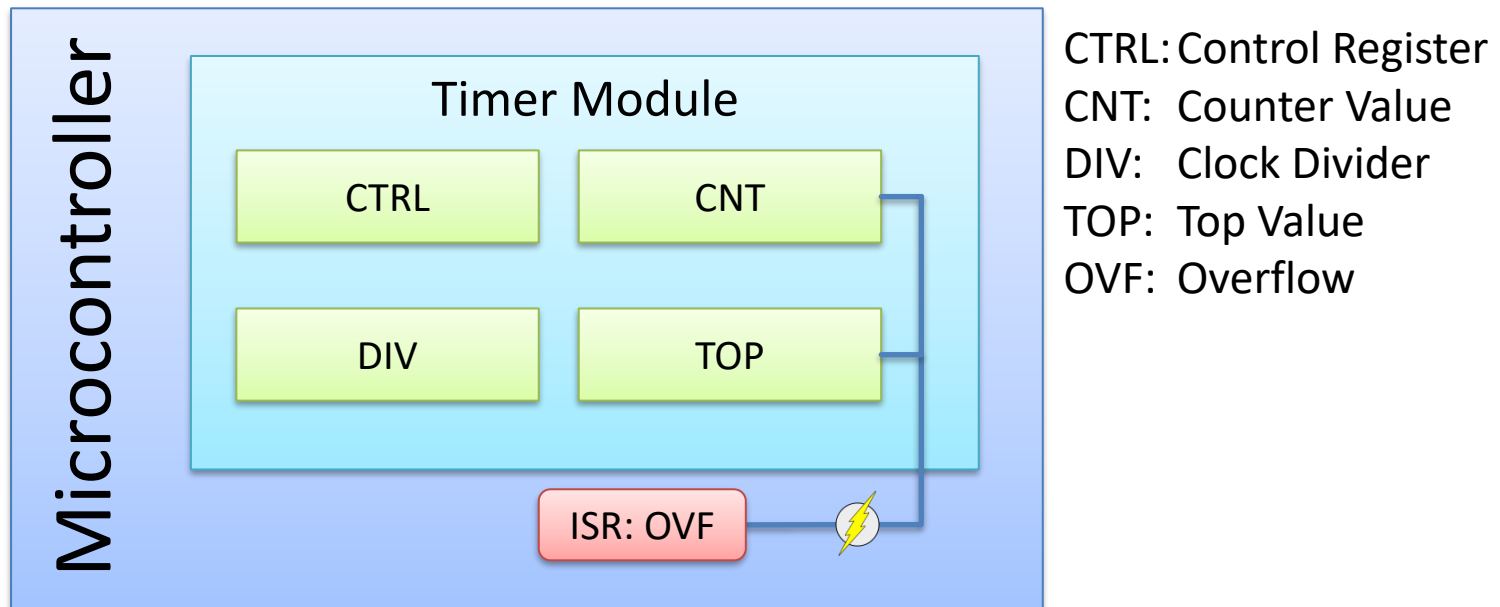 Microcontroller
Timer Module
CTRL
CNT
DIV
TOP
ISR: OVF
CTRL: Control Register
CNT: Counter Value
DIV: Clock Divider
TOP: Top Value
OVF: Overflow